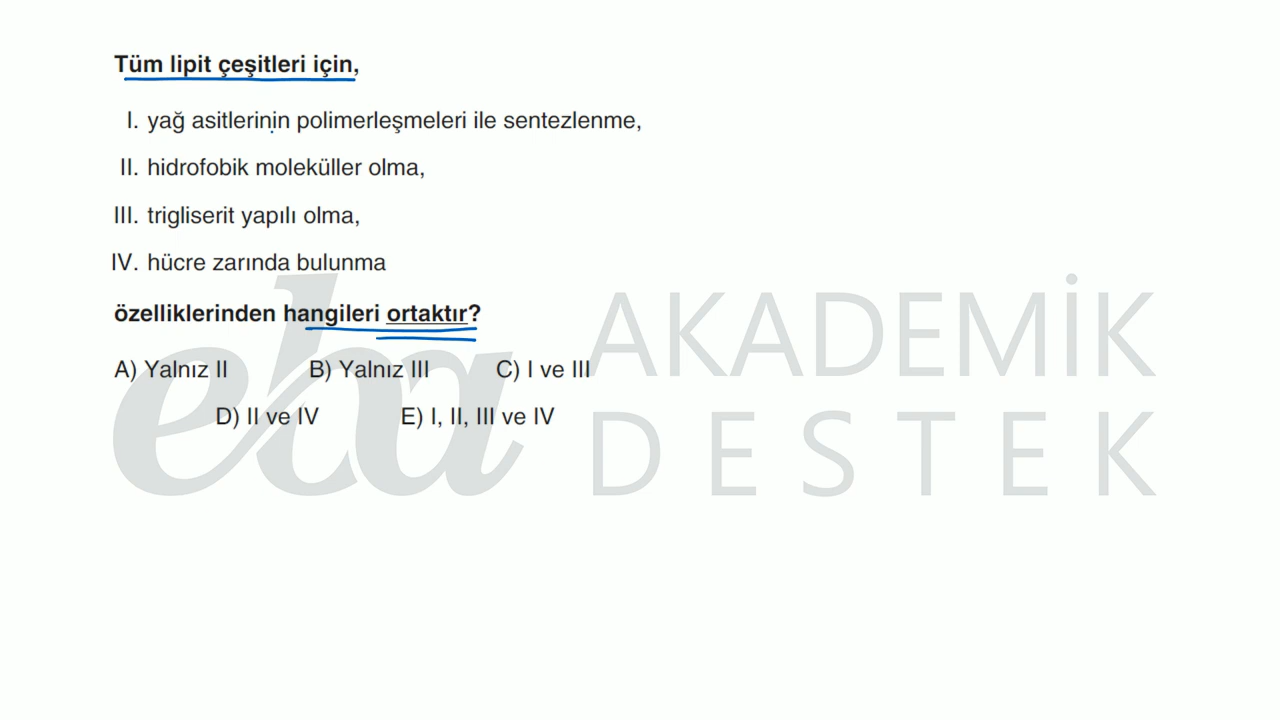 Tüm lipit çeşitleri için,
I. yağ asitlerinin polimerleşmeleri ile sentezlenme,
II. hidrofobik moleküller olma,
III. trigliserit yapılı olma,
IV. hücre zarında bulunma
özelliklerinden hangileri ortaktır?
A) Yalnız II B) Yalnız III C) I ve III
D) II ve IV E) I, II, III ve IV
eba AKADEMİK
DESTEK